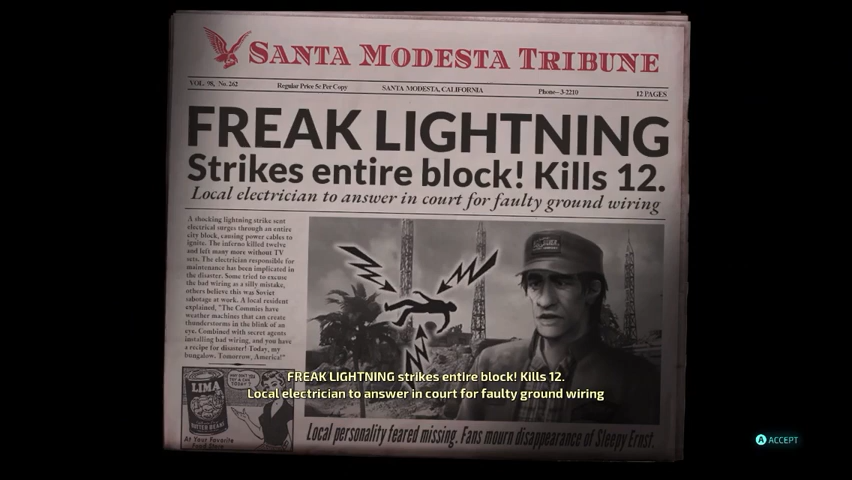 SANTA MODESTA TRIBUNE
VOL. 98, No. 262 Regular Price 5c Per Copy SANTA MODESTA, CALIFORNIA Phone—3-2210 12 PAGES
FREAK LIGHTNING
Strikes entire block! Kills 12.
Local electrician to answer in court for faulty ground wiring
A shocking lightning strike sent
electrical surges through an entire
city block, causing power cables to
ignite. The inferno killed twelve
and left many more without TV
sets. The electrician responsible for
maintenance has been implicated in
the disaster. Some tried to excuse
the bad wiring as a silly mistake,
others believe this was Soviet
sabotage at work. A local resident
explained, "The Commies have
weather machines that can create
thunderstorms in the blink of an
eye. Combined with secret agents
installing bad wiring, and you have
a recipe for disaster! Today, my
bungalow. Tomorrow, America!"
FREAK LIGHTNING strikes entire block! Kills 12.
Local electrician to answer in court for faulty ground wiring
LIMA
BUTTER BEANS
At Your Favorite
Local personality feared missing. Fans mourn disappearance of Sleepy Ernst.
A ACCEPT